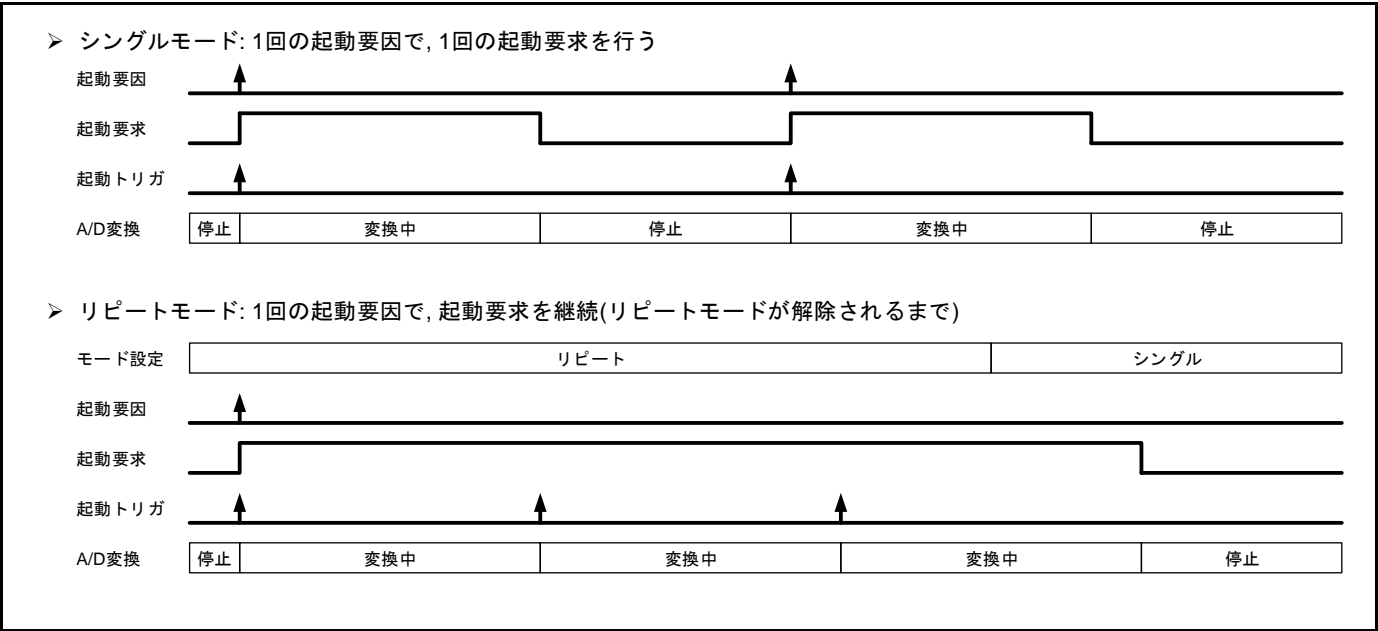 ➢ シングルモード: 1回の起動要因で, 1回の起動要求を行う
起動要因
起動要求
起動トリガ
A/D変換 停止 変換中 停止 変換中 停止
➢ リピートモード: 1回の起動要因で, 起動要求を継続(リピートモードが解除されるまで)
モード設定 リピート シングル
起動要因
起動要求
起動トリガ
A/D変換 停止 変換中 変換中 変換中 停止